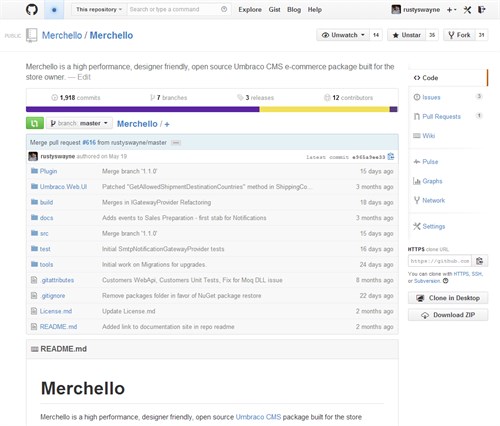 This repository
Search or type a command
Explore
Gist
Blog
Help
rustyswayne
PUBLIC
Merchello / Merchello
Unwatch
14
Unstar
35
Fork
31
Merchello is a high performance, designer friendly, open source Umbraco CMS e-commerce package built for the
store owner. — Edit
1,918 commits
7 branches
3 releases
12 contributors
branch: master
Merchello / +
Merge pull request #616 from rustyswayne/master
rustyswayne authored on May 19
latest commit
Plugin
Merge branch '1.1.0'
15 days ago
Umbraco.Web.UI
Patched "GetAllowedShipmentDestinationCountries" method in ShippingCo...
3 months ago
build
Merges in IGatewayProvider Refactoring
18 days ago
docs
Adds events to Sales Preparation - first stab for Notifications
3 months ago
src
Merge branch '1.1.0'
15 days ago
test
Initial SmtpNotificationGatewayProvider tests
16 days ago
tools
Initial work on Migrations for upgrades.
24 days ago
.gitattributes
Customers WebApi, Customers Unit Tests, Fix for Moq DLL issue
8 months ago
.gitignore
Remove packages folder in favor of NuGet package restore
22 days ago
License.md
Update License.md
2 months ago
README.md
Added link to documentation site in repo readme
2 months ago
README.md
Merchello
Merchello is a high performance, designer friendly, open source Umbraco CMS package built for the store
Code
Issues
3
Pull Requests
1
Wiki
Pulse
Graphs
Network
Settings
HTTPS clone URL
https://github.com
You can clone with HTTPS, SSH,
or Subversion.
Clone in Desktop
Download ZIP